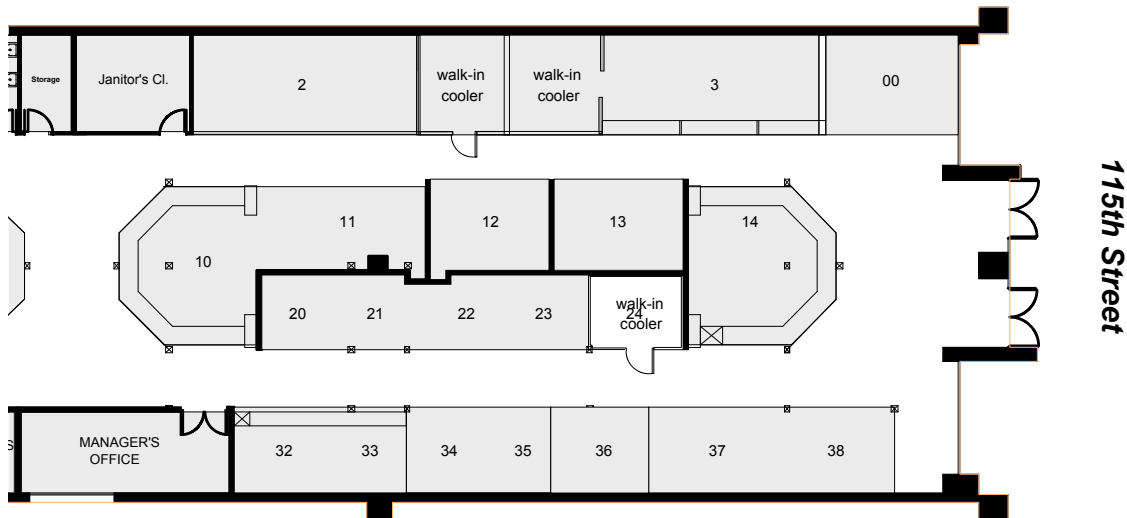 Storage
Janitor's Cl.
2
walk-in
cooler
walk-in
cooler
3
00
115th Street
10
11
12
13
14
20
21
22
23
24
walk-in
cooler
S
MANAGER'S
OFFICE
32
33
34
35
36
37
38